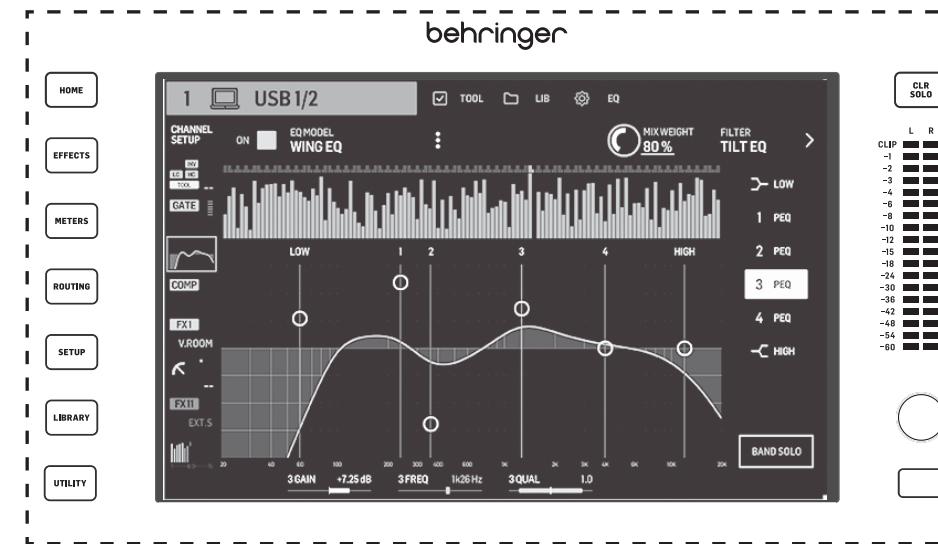 behringer
HOME
EFFECTS
METERS
ROUTING
SETUP
LIBRARY
UTILITY
1 USB 1/2
TOOL LIB EQ
CHANNEL SETUP
ON EQ MODEL
WING EQ
MIX WEIGHT
80 %
FILTER
TILT EQ
INV
LC HC
TOOL --
GATE
COMP
FX 1
V.ROOM
--
FX 11
EXT.S
LOW 1 2 3 4 HIGH
LOW
1 PEQ
2 PEQ
3 PEQ
4 PEQ
HIGH
BAND SOLO
20 40 60 100 200 300 400 600 1K 2K 3K 4K 6K 10K 20K
3 GAIN +7.25 dB
3 FREQ 1k26 Hz
3 QUAL 1.0
CLR
SOLO
L R
CLIP
-1
-2
-3
-4
-6
-8
-10
-12
-15
-18
-24
-30
-36
-42
-48
-54
-60